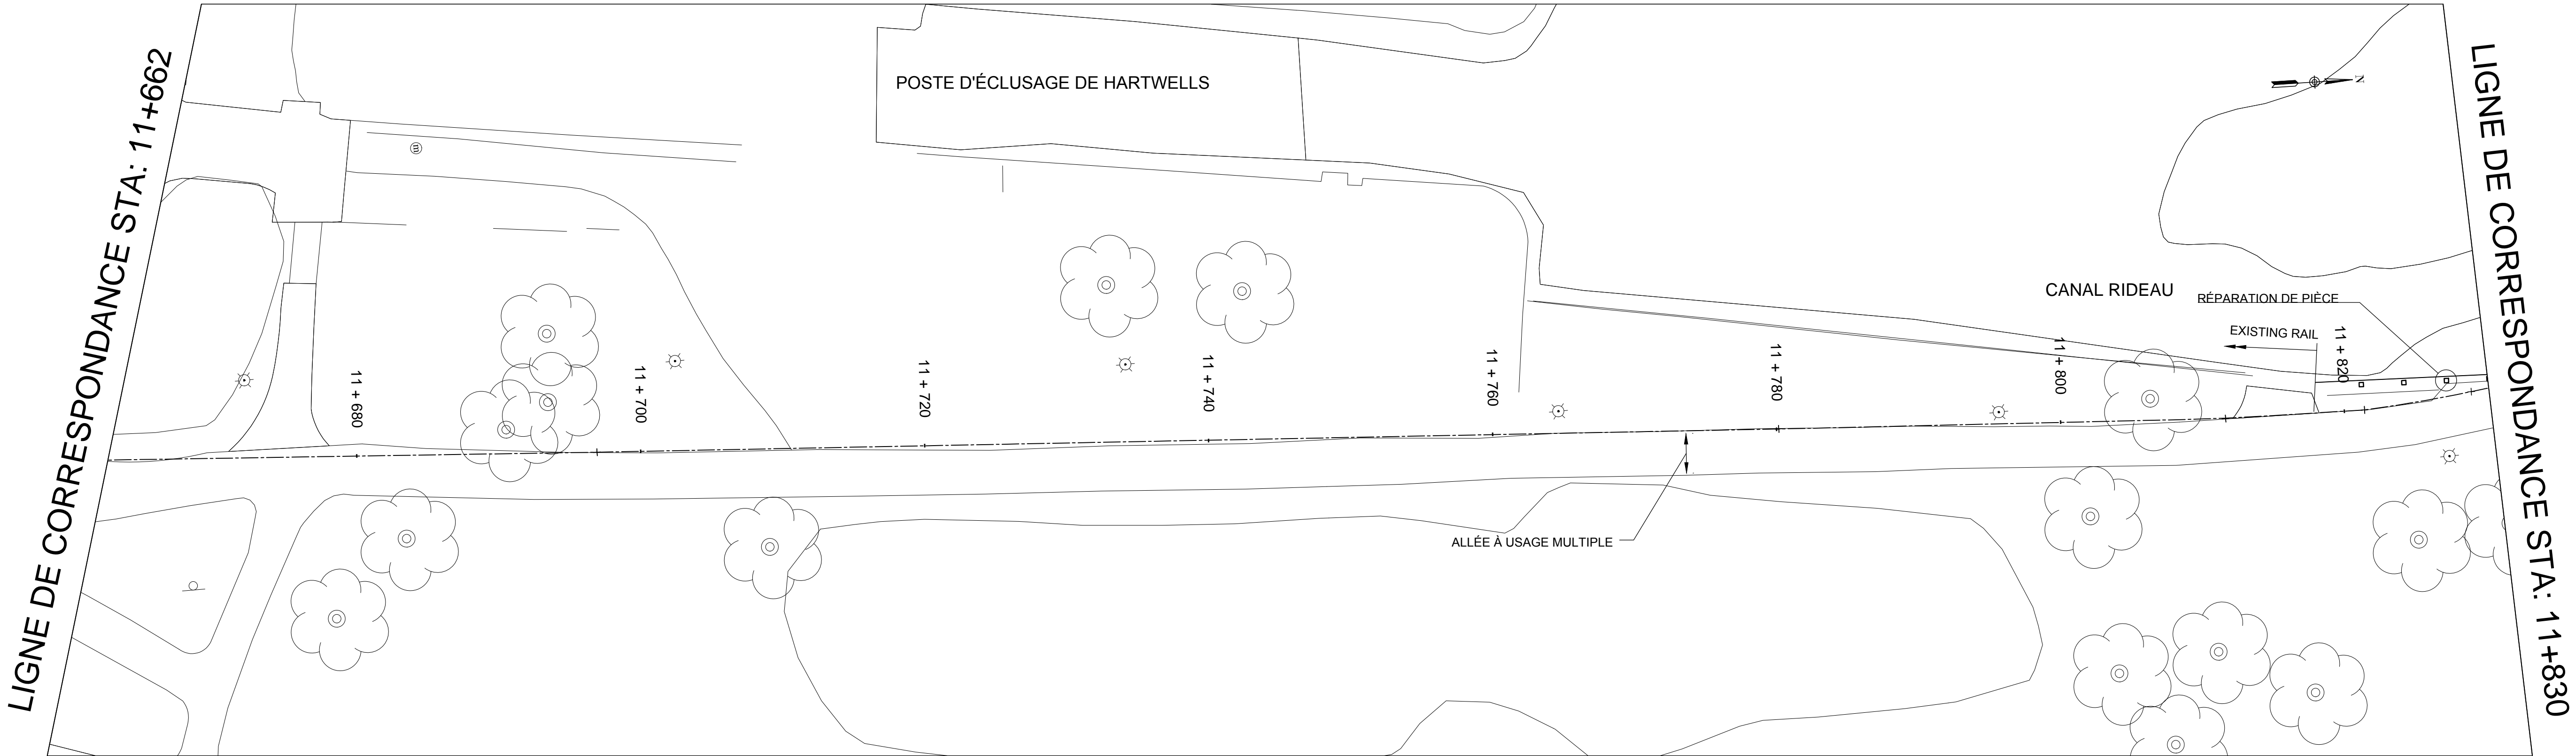 LIGNE DE CORRESPONDANCE STA: 11+662
POSTE D'ÉCLUSAGE DE HARTWELLS
N
m
CANAL RIDEAU
RÉPARATION DE PIÈCE
EXISTING RAIL
11 + 680
11 + 700
11 + 720
11 + 740
11 + 760
11 + 780
11 + 800
11 + 820
ALLÉE À USAGE MULTIPLE
LIGNE DE CORRESPONDANCE STA: 11+830